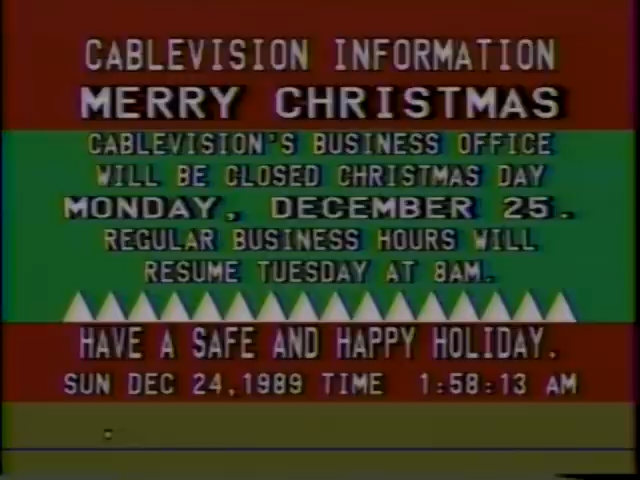 CABLEVISION INFORMATION
MERRY CHRISTMAS
CABLEVISION'S BUSINESS OFFICE
WILL BE CLOSED CHRISTMAS DAY
MONDAY, DECEMBER 25.
REGULAR BUSINESS HOURS WILL
RESUME TUESDAY AT 8AM.
HAVE A SAFE AND HAPPY HOLIDAY.
SUN DEC 24,1989 TIME 1:58:13 AM